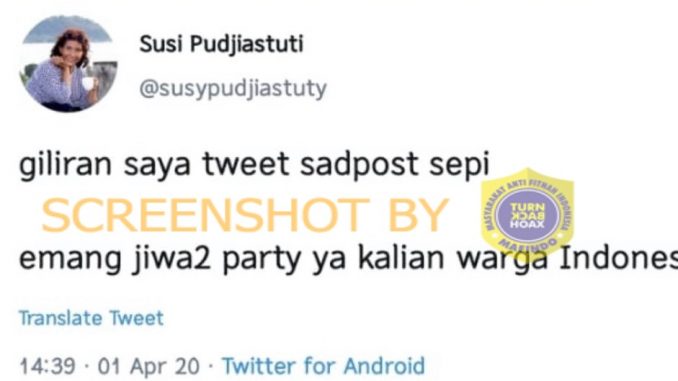 Susi Pudjiastuti
@susypudjiastuty
giliran saya tweet sadpost sepi
SCREENSHOT BY
MASYARAKAT ANTI FITNAH INDONESIA
TURN
BACK
HOAX
MAFINDO
emang jiwa2 party ya kalian warga Indones
Translate Tweet
14:39 · 01 Apr 20 · Twitter for Android